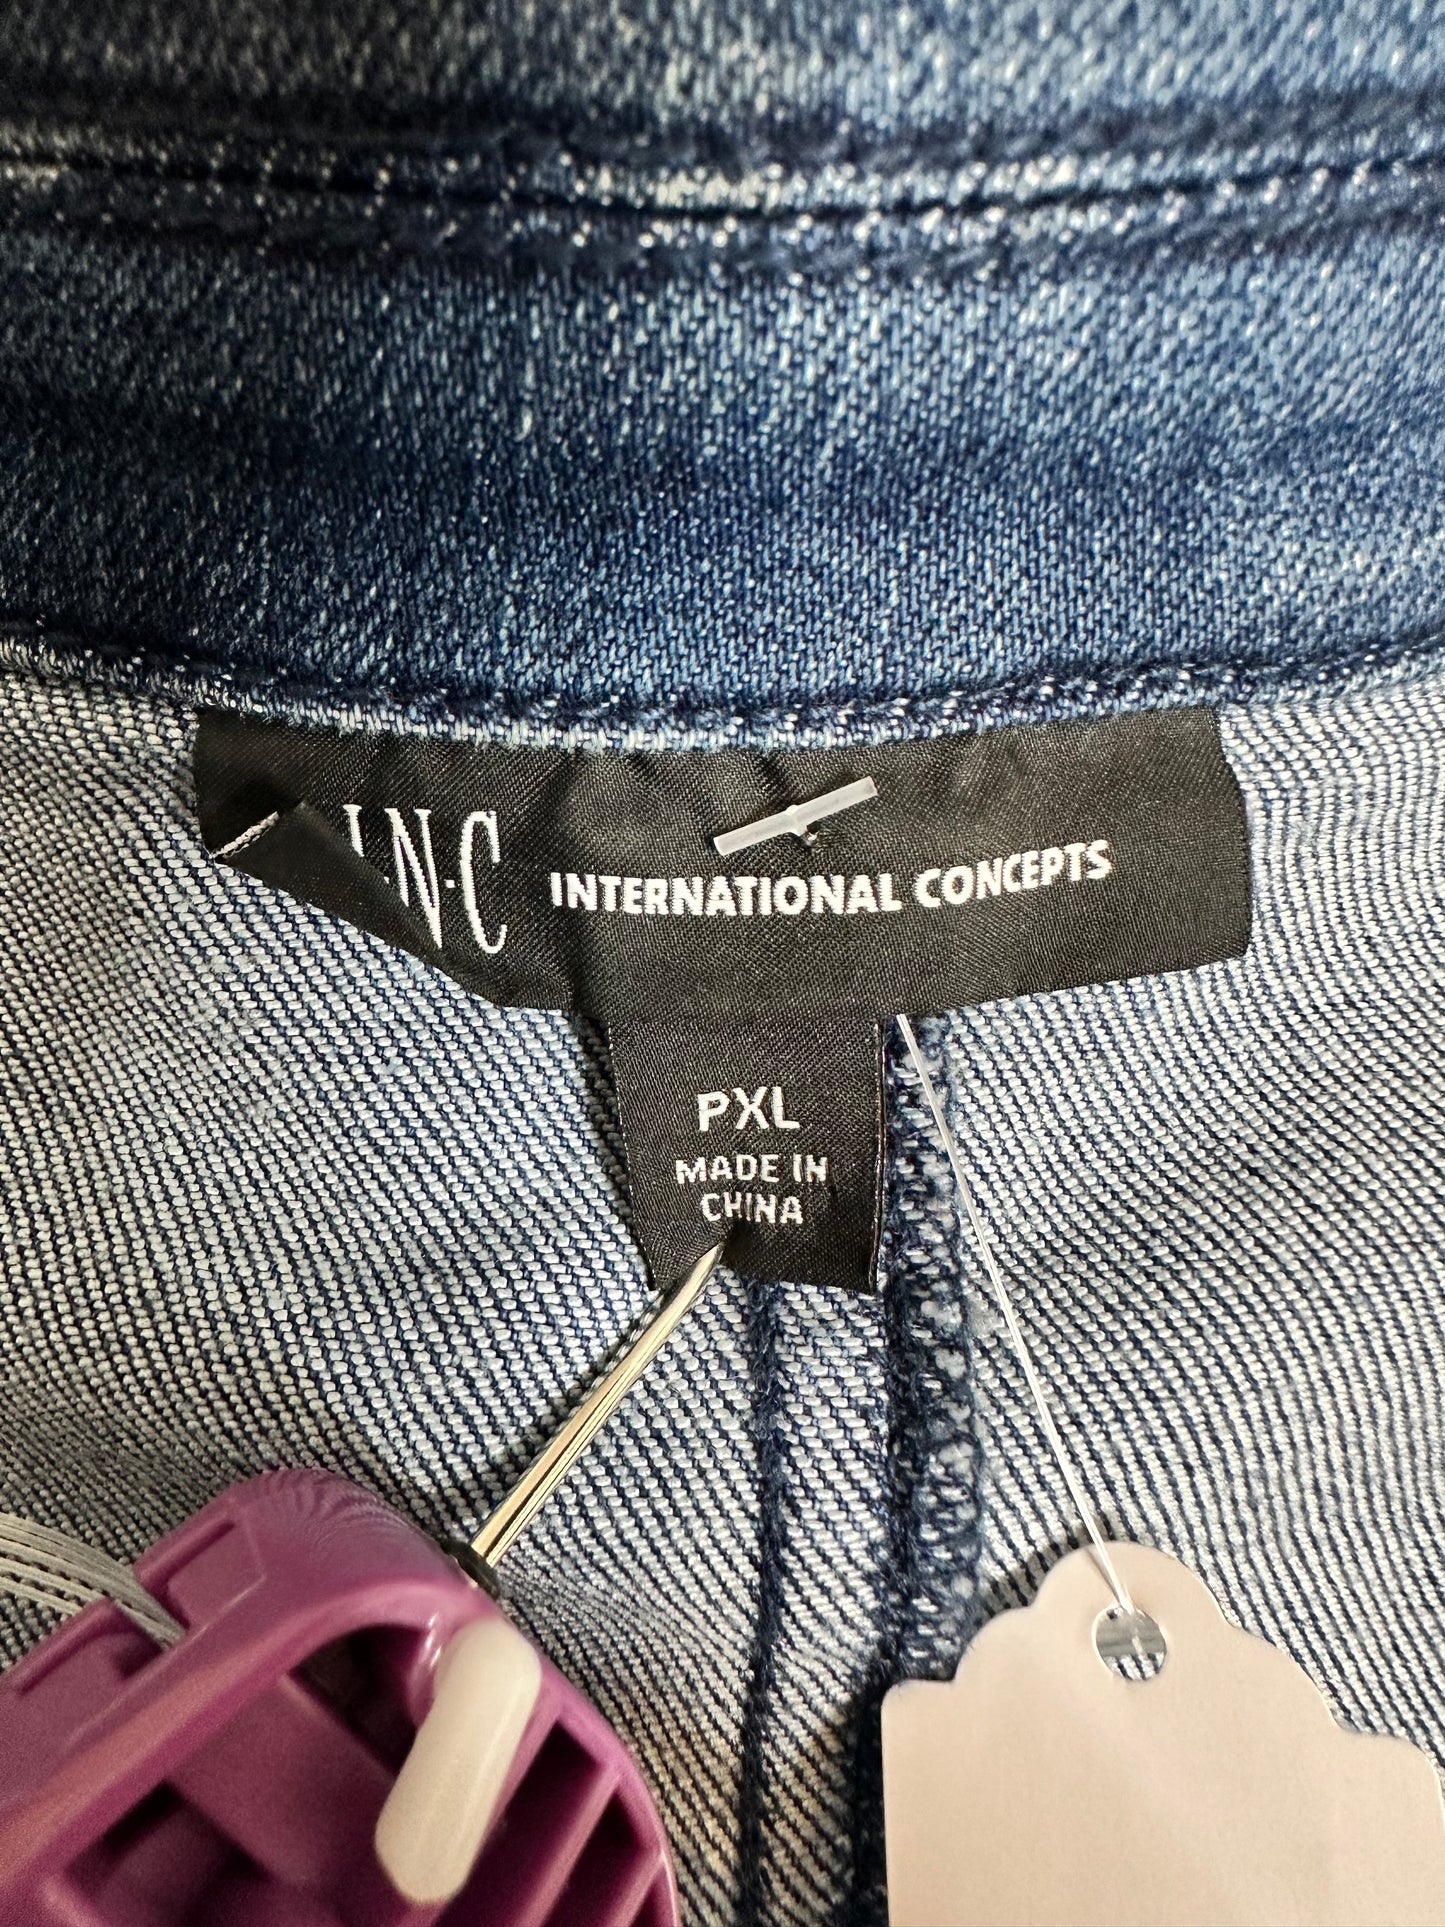 I·N·C INTERNATIONAL CONCEPTS
PXL
MADE IN
CHINA